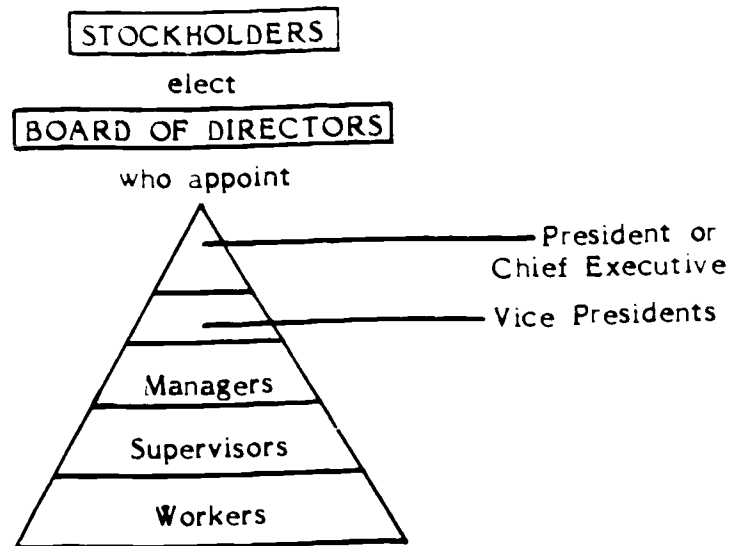 STOCKHOLDERS
elect
BOARD OF DIRECTORS
who appoint
President or
Chief Executive
Vice Presidents
Managers
Supervisors
Workers